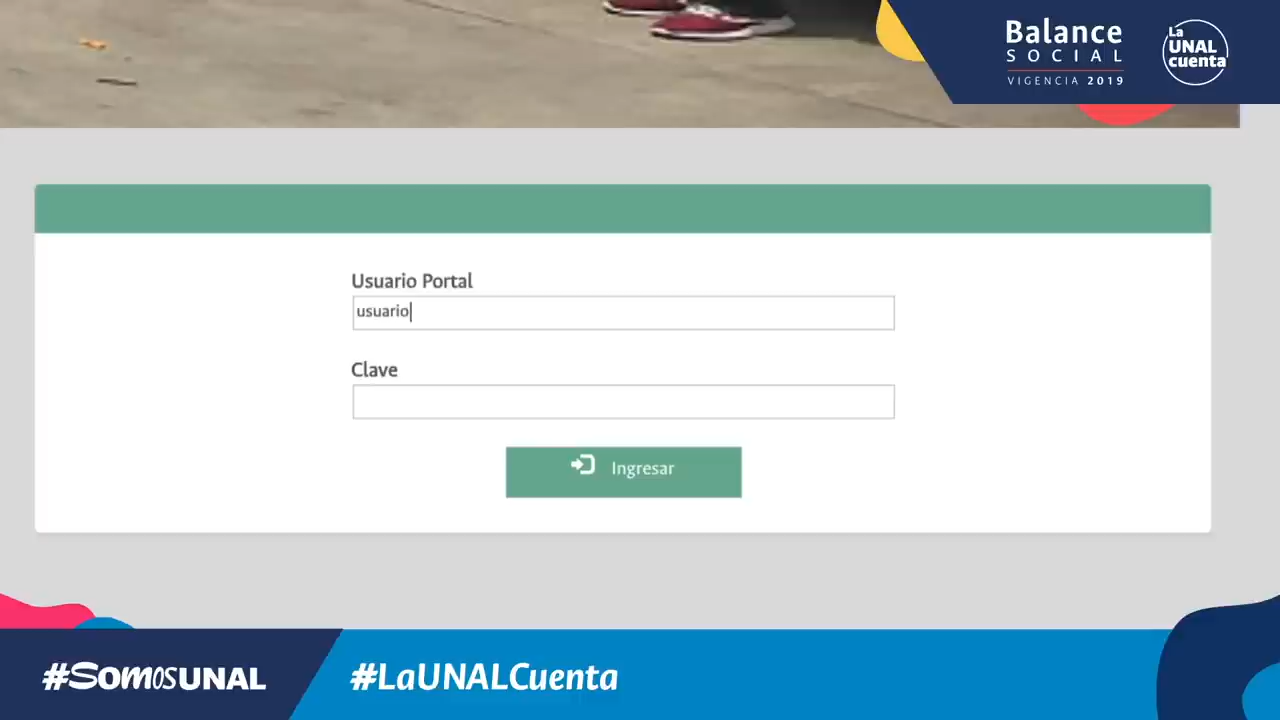 Balance
SOCIAL
VIGENCIA 2019
La
UNAL
cuenta
Usuario Portal
usuario
Clave
Ingresar
#SomosUNAL
#LaUNALCuenta